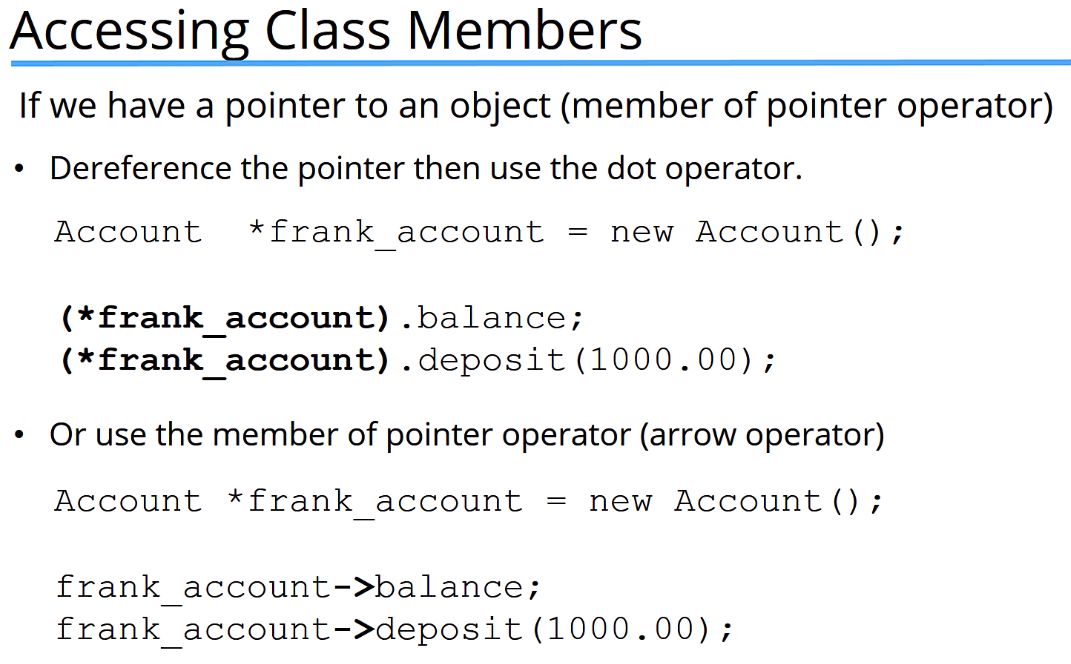 Accessing Class Members
If we have a pointer to an object (member of pointer operator)
• Dereference the pointer then use the dot operator.
Account  *frank_account = new Account();
(*frank_account).balance;
(*frank_account).deposit(1000.00);
• Or use the member of pointer operator (arrow operator)
Account *frank_account = new Account();
frank_account->balance;
frank_account->deposit(1000.00);